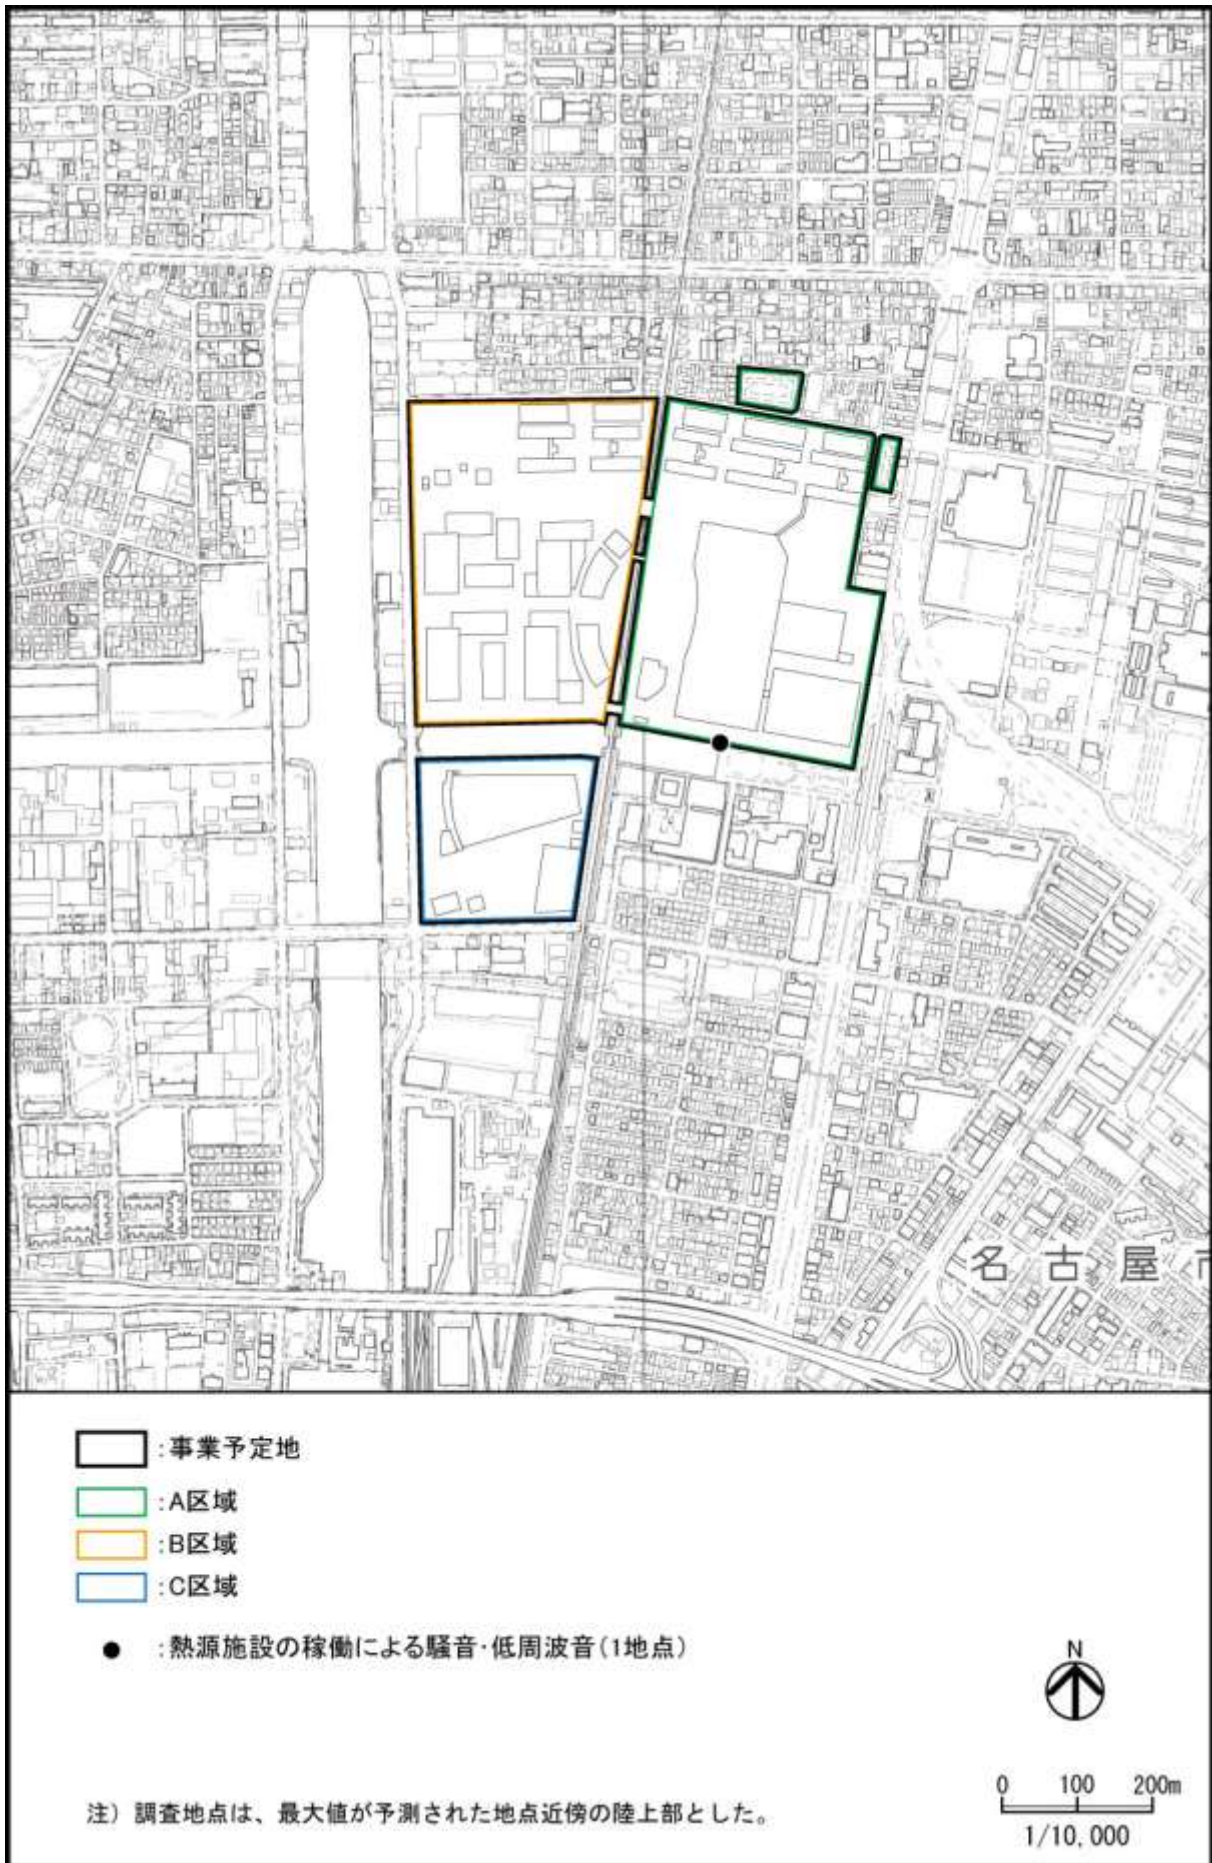 名古屋市
:事業予定地
:A区域
:B区域
:C区域
:熱源施設の稼働による騒音･低周波音(1地点)
N
0 100 200m
1/10,000
注) 調査地点は、最大値が予測された地点近傍の陸上部とした。